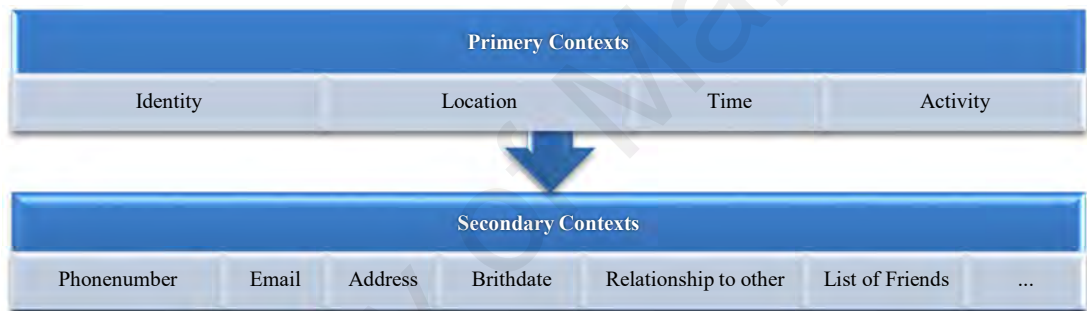 Primery Contexts
Identity Location Time Activity
Secondary Contexts
Phonenumber Email Address Brithdate Relationship to other List of Friends ...